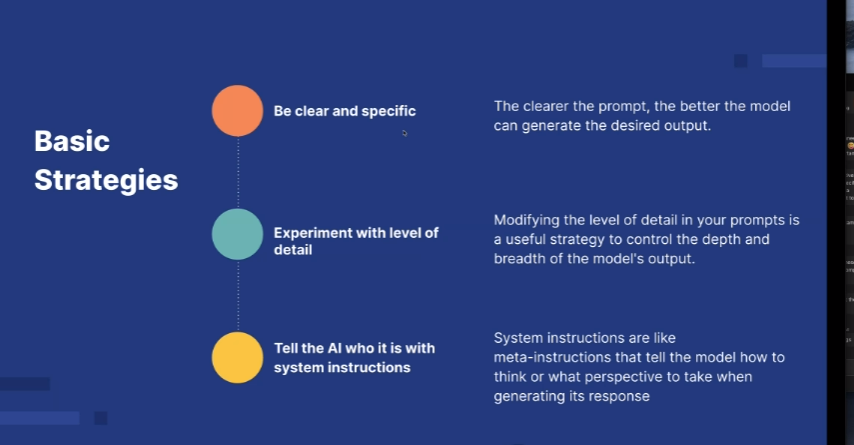 Basic
Strategies
Be clear and specific
The clearer the prompt, the better the model
can generate the desired output.
Experiment with level of
detail
Modifying the level of detail in your prompts is
a useful strategy to control the depth and
breadth of the model's output.
Tell the AI who it is with
system instructions
System instructions are like
meta-instructions that tell the model how to
think or what perspective to take when
generating its response